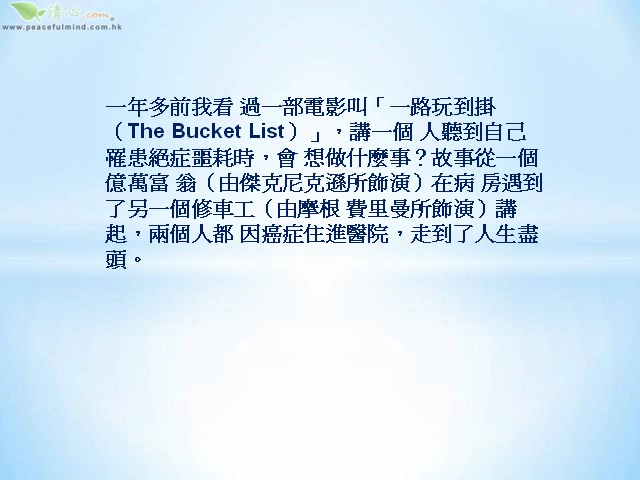 清心.com
www.peacefulmind.com.hk
一年多前我看 過一部電影叫「一路玩到掛
（The Bucket List）」，講一個 人聽到自己
罹患絕症噩耗時，會 想做什麼事？故事從一個
億萬富 翁（由傑克尼克遜所飾演）在病 房遇到
了另一個修車工（由摩根 費里曼所飾演）講
起，兩個人都 因癌症住進醫院，走到了人生盡
頭。